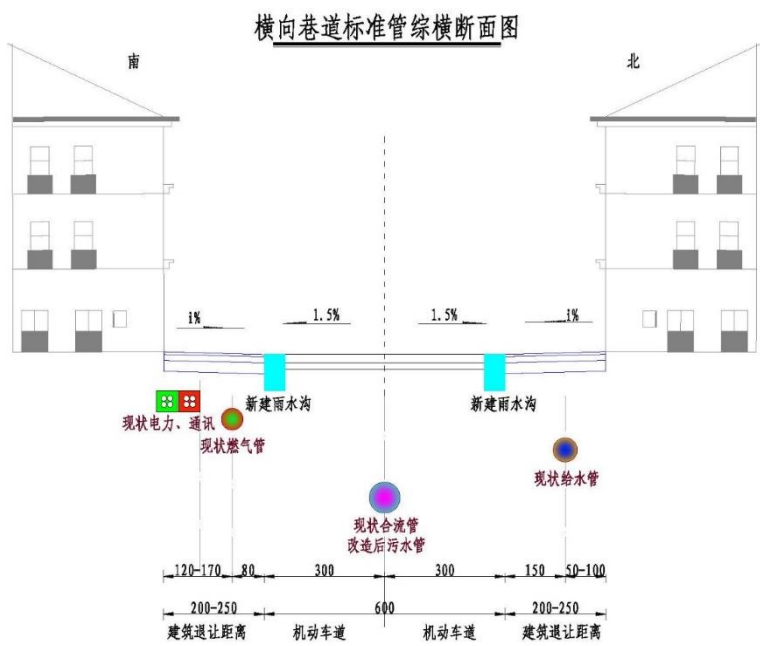 横向巷道标准管综横断面图
南
北
i%
1.5%
1.5%
i%
新建雨水沟
新建雨水沟
现状电力、通讯
现状燃气管
现状给水管
现状合流管
改造后污水管
120-170
80
300
300
150
50-100
200-250
600
200-250
建筑退让距离
机动车道
机动车道
建筑退让距离